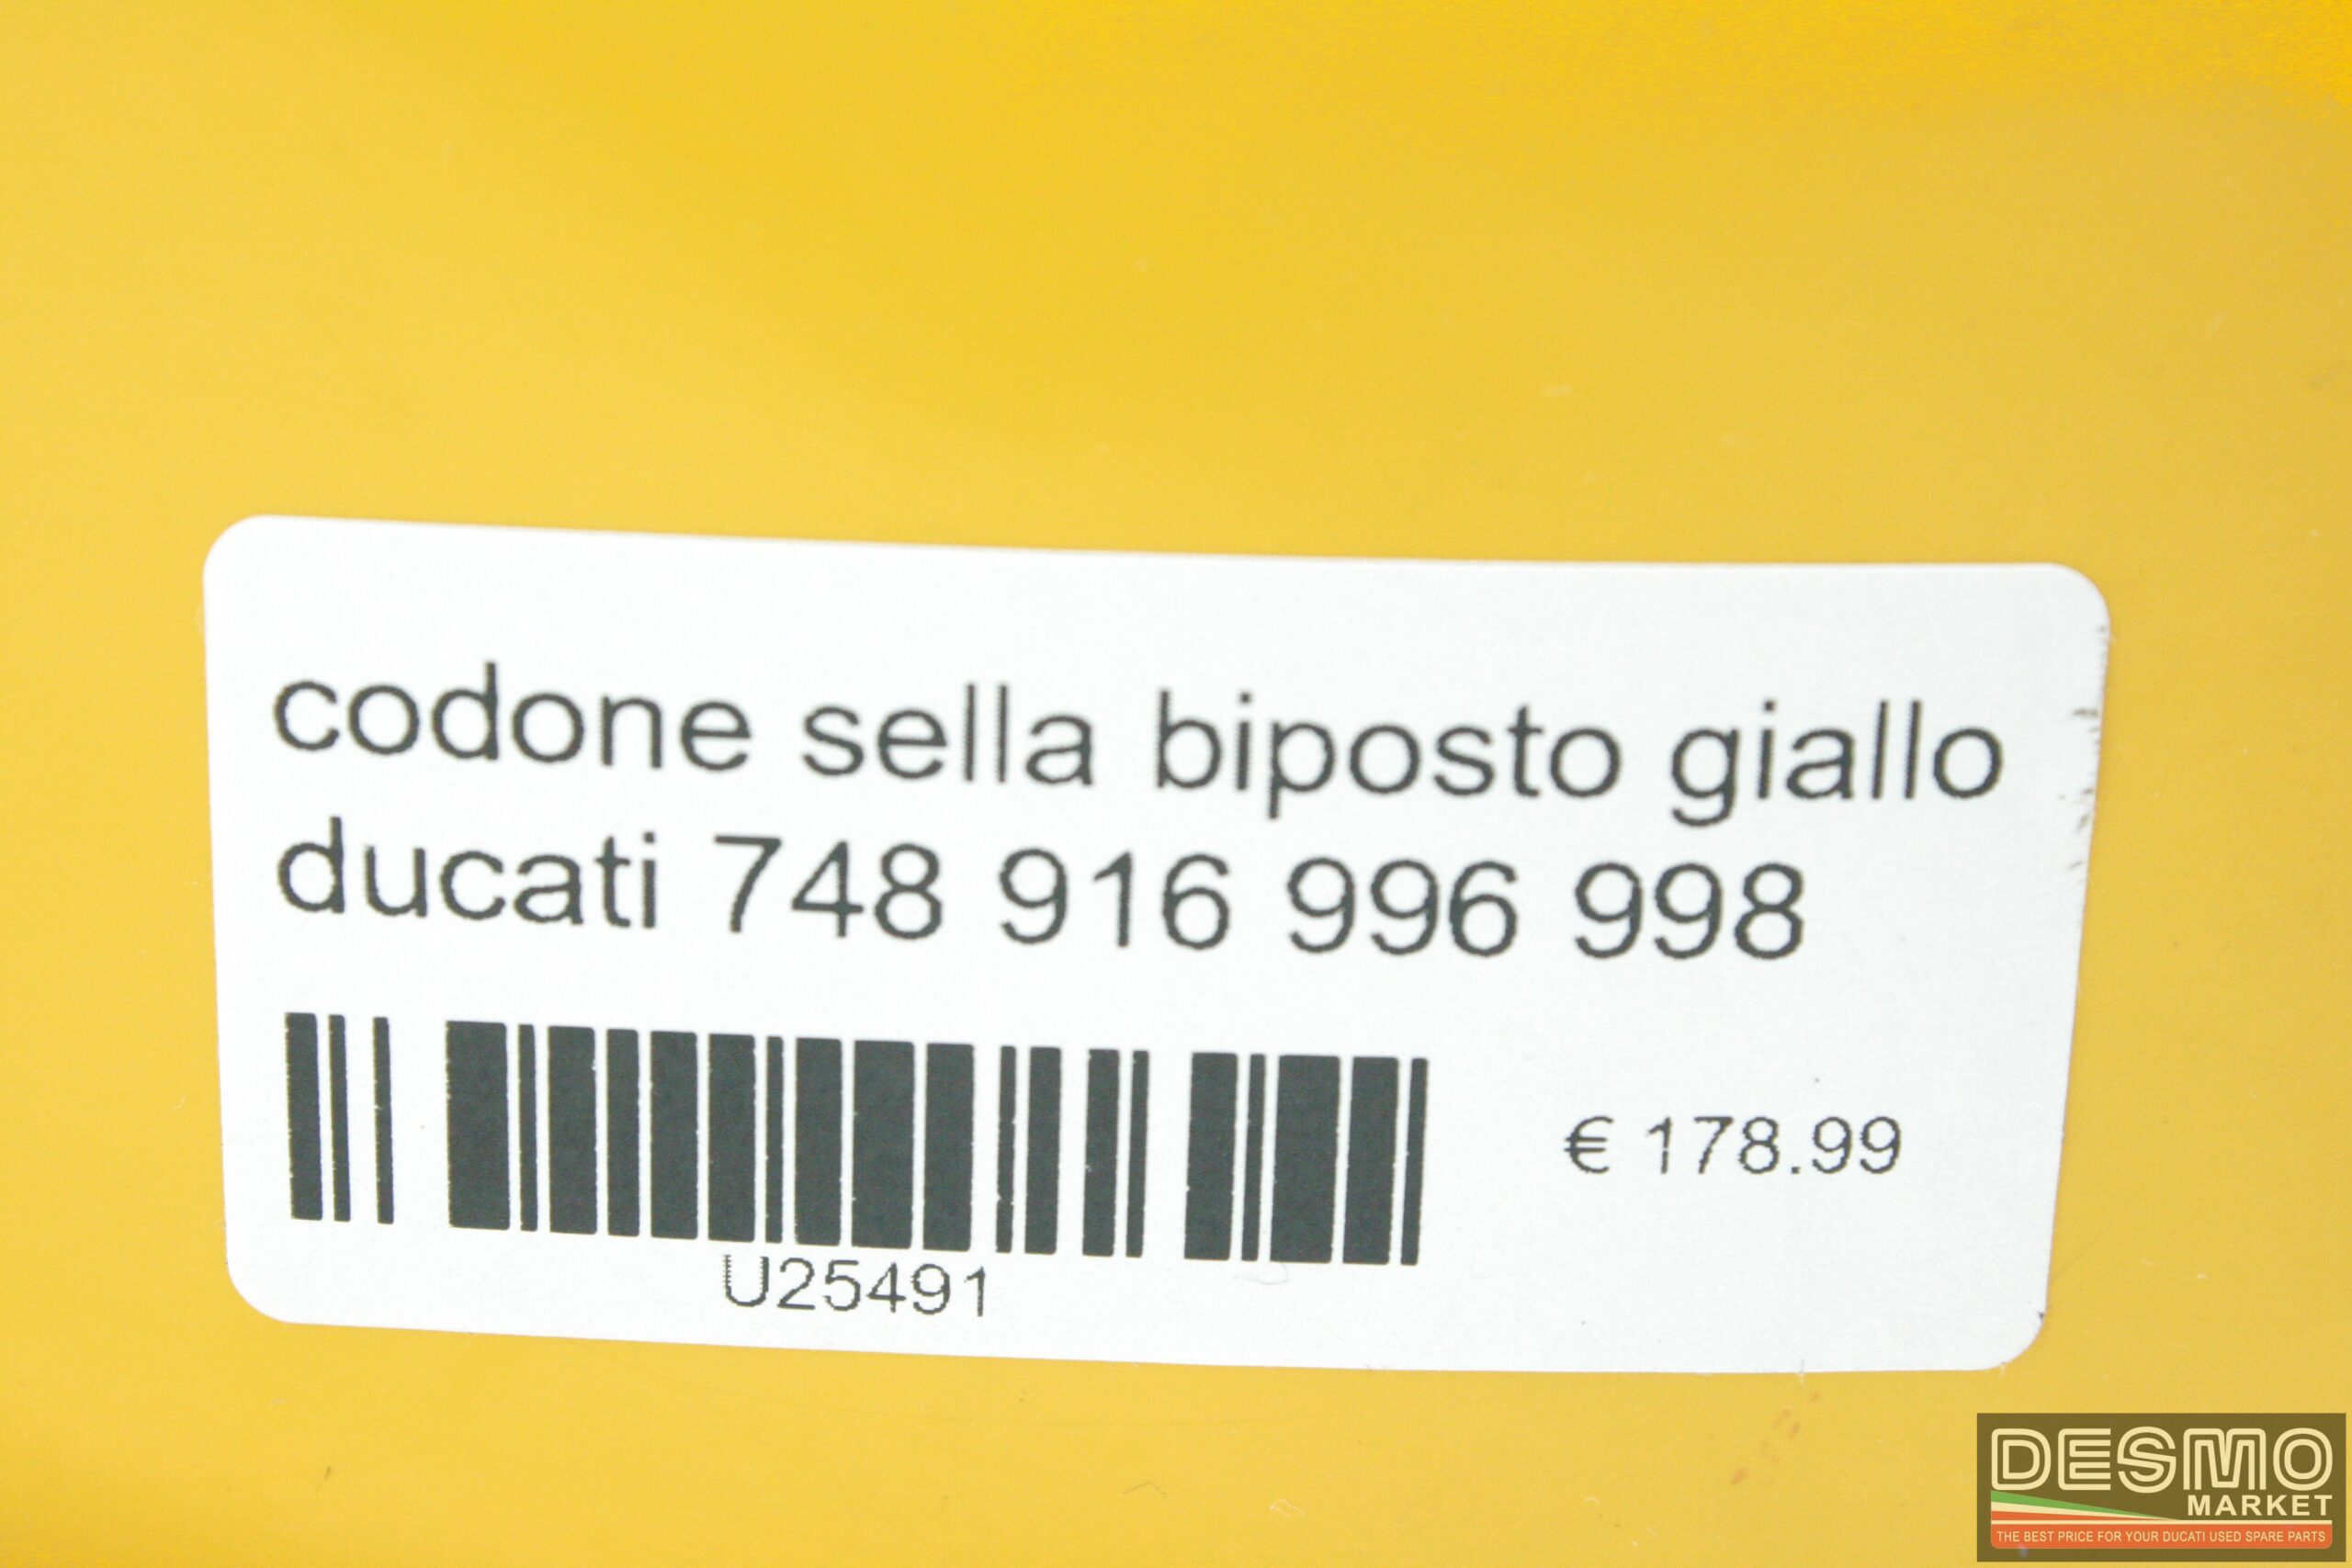 codone sella biposto giallo
ducati 748 916 996 998
€ 178.99
U25491
DESMO
MARKET
THE BEST PRICE FOR YOUR DUCATI USED SPARE PARTS